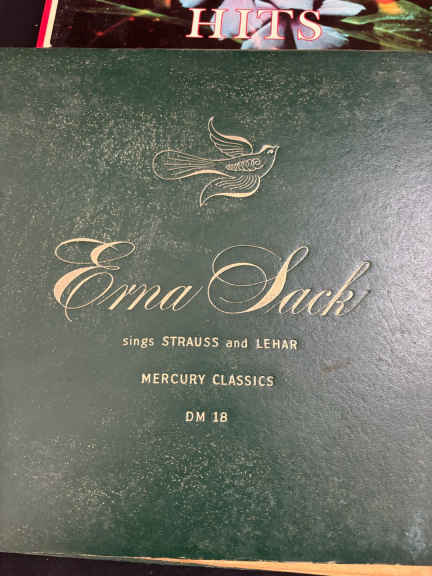 HITS
Erna Sack
sings STRAUSS and LEHAR
MERCURY CLASSICS
DM 18